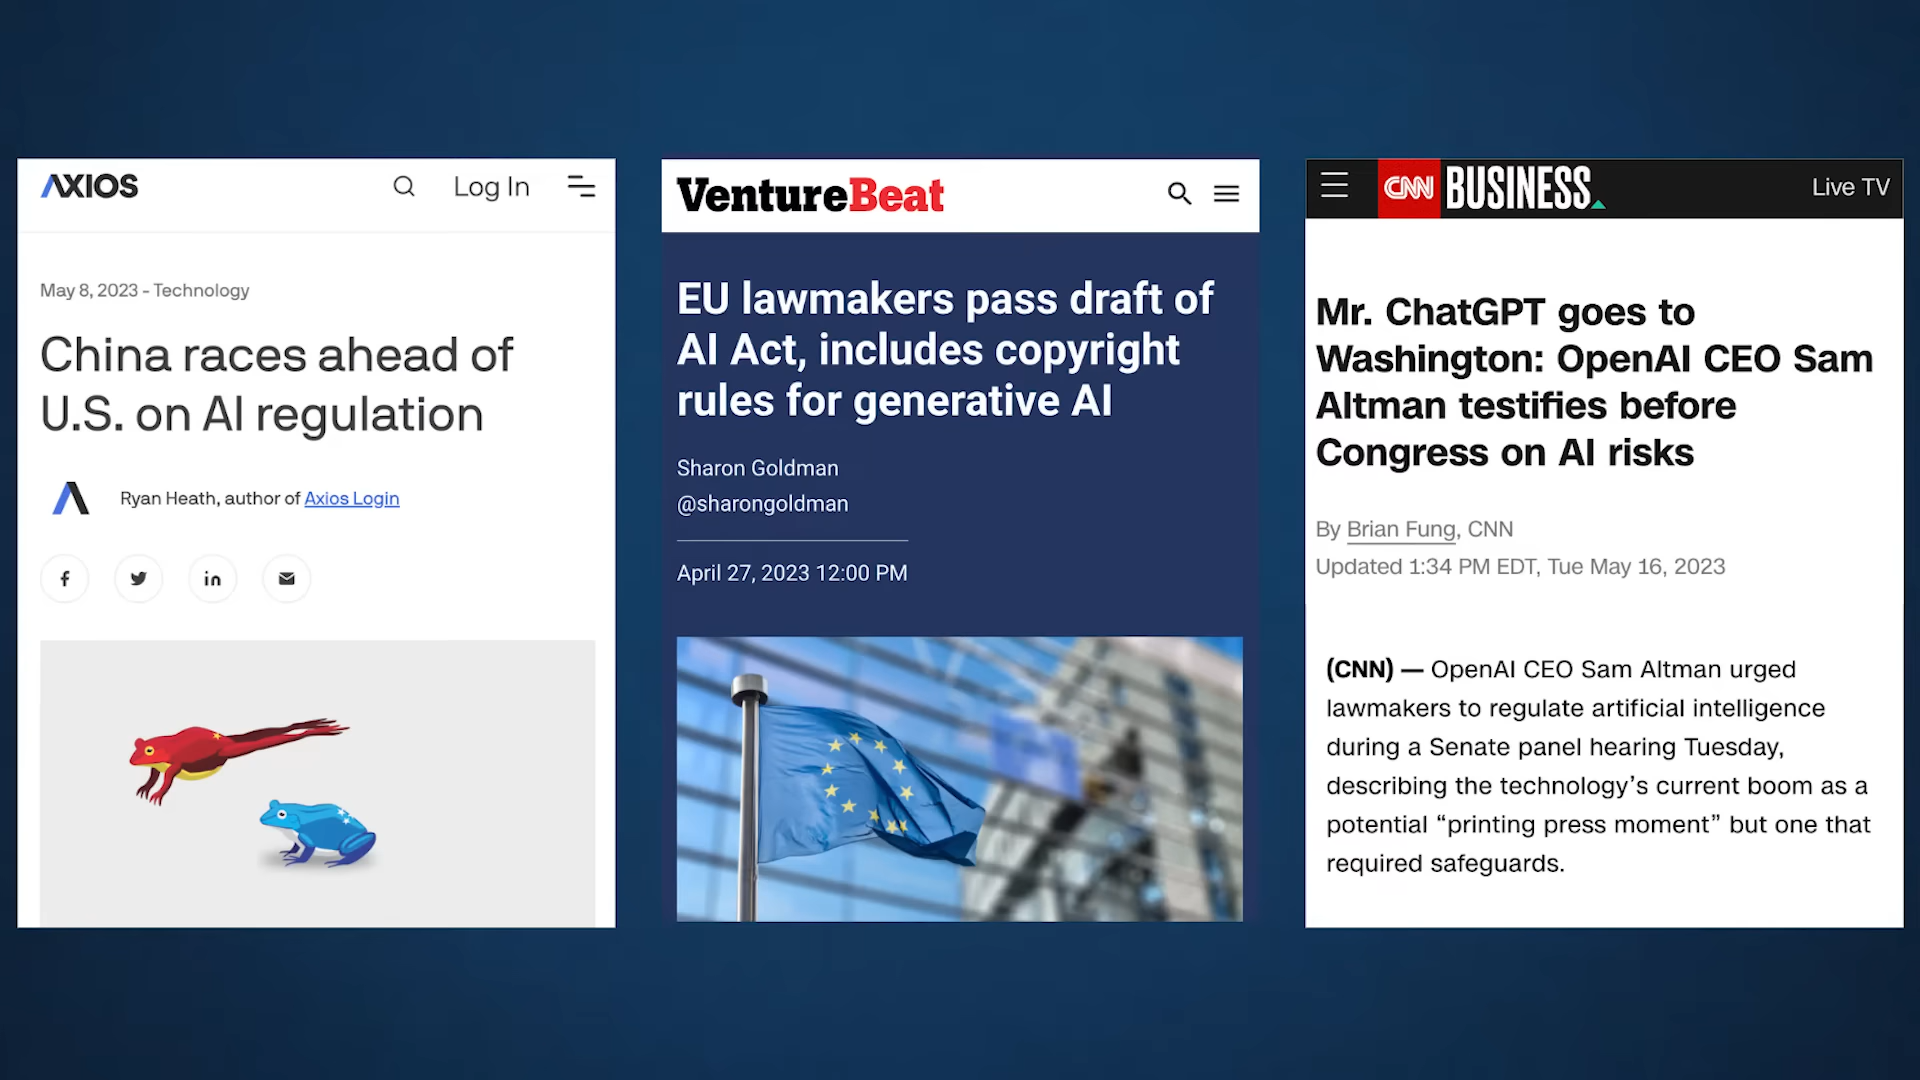 AXIOS
Log In
May 8, 2023 - Technology
China races ahead of
U.S. on AI regulation
Ryan Heath, author of Axios Login
VentureBeat
EU lawmakers pass draft of
AI Act, includes copyright
rules for generative AI
Sharon Goldman
@sharongoldman
April 27, 2023 12:00 PM
CNN BUSINESS
Live TV
Mr. ChatGPT goes to
Washington: OpenAI CEO Sam
Altman testifies before
Congress on AI risks
By Brian Fung, CNN
Updated 1:34 PM EDT, Tue May 16, 2023
(CNN) — OpenAI CEO Sam Altman urged
lawmakers to regulate artificial intelligence
during a Senate panel hearing Tuesday,
describing the technology’s current boom as a
potential “printing press moment” but one that
required safeguards.